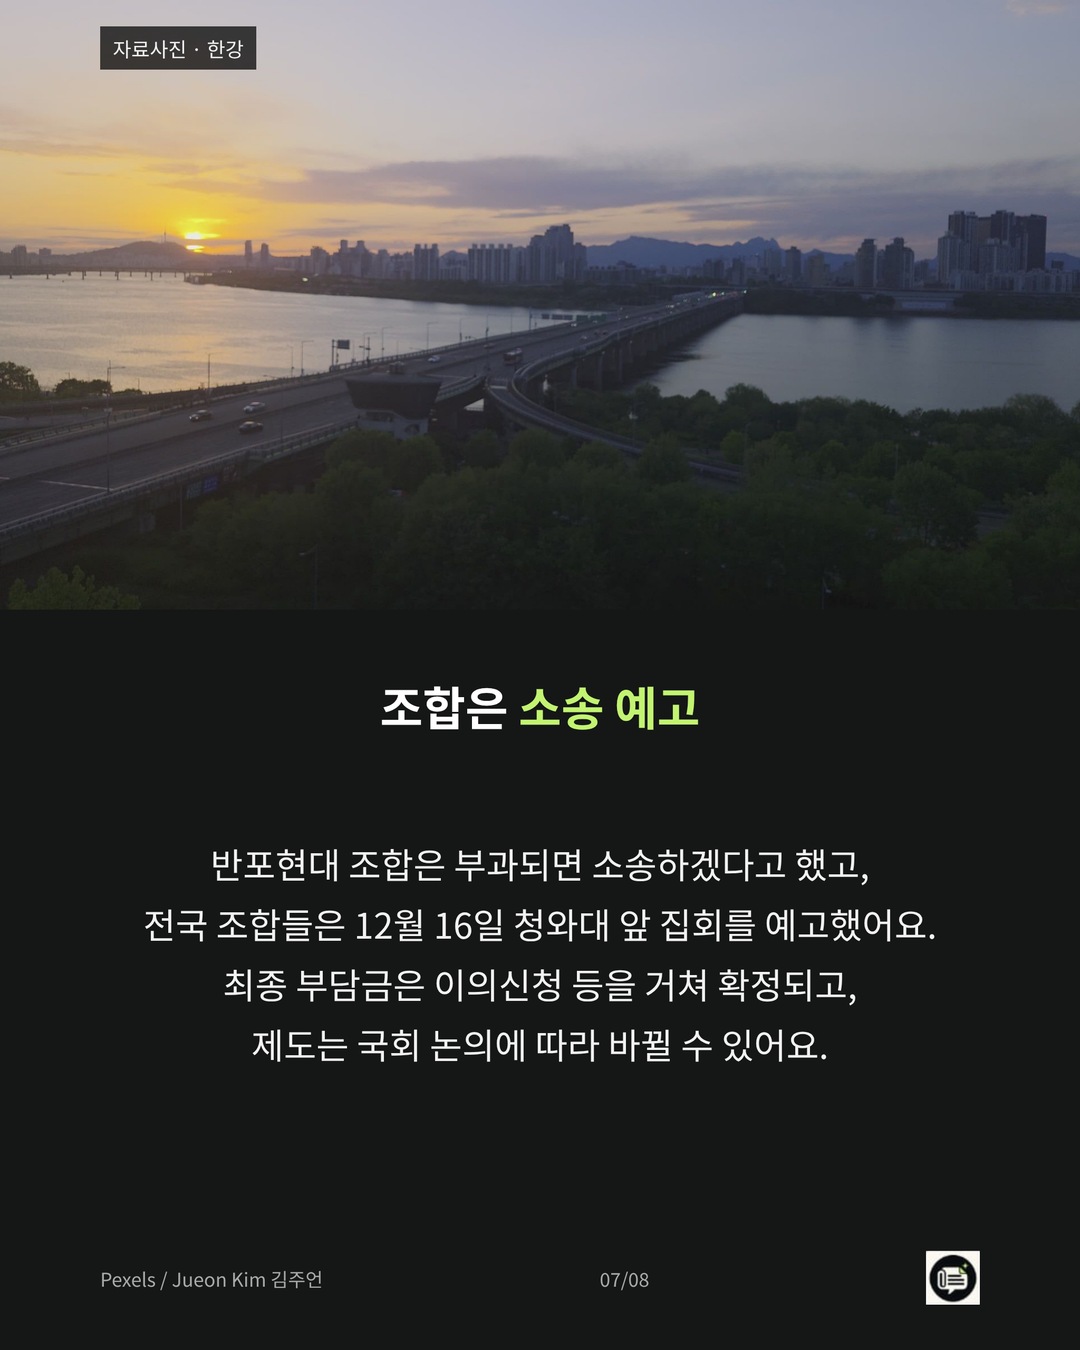 자료사진 · 한강
조합은 소송 예고
반포현대 조합은 부과되면 소송하겠다고 했고,
전국 조합들은 12월 16일 청와대 앞 집회를 예고했어요.
최종 부담금은 이의신청 등을 거쳐 확정되고,
제도는 국회 논의에 따라 바뀔 수 있어요.
Pexels / Jueon Kim 김주언
07/08